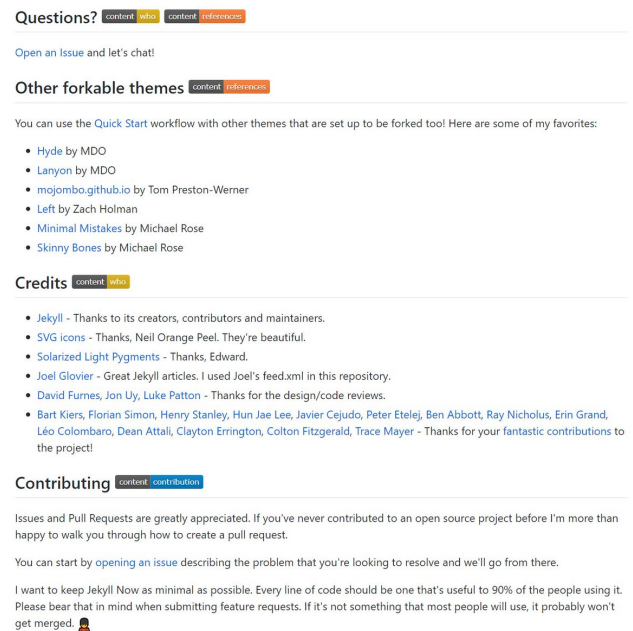 Questions? content who content references
Open an Issue and let's chat!
Other forkable themes content references
You can use the Quick Start workflow with other themes that are set up to be forked too! Here are some of my favorites:
Hyde by MDO
Lanyon by MDO
mojombo.github.io by Tom Preston-Werner
Left by Zach Holman
Minimal Mistakes by Michael Rose
Skinny Bones by Michael Rose
Credits content who
Jekyll - Thanks to its creators, contributors and maintainers.
SVG icons - Thanks, Neil Orange Peel. They're beautiful.
Solarized Light Pygments - Thanks, Edward.
Joel Glovier - Great Jekyll articles. I used Joel's feed.xml in this repository.
David Furnes, Jon Uy, Luke Patton - Thanks for the design/code reviews.
Bart Kiers, Florian Simon, Henry Stanley, Hun Jae Lee, Javier Cejudo, Peter Etelej, Ben Abbott, Ray Nicholus, Erin Grand,
Léo Colombaro, Dean Attali, Clayton Errington, Colton Fitzgerald, Trace Mayer - Thanks for your fantastic contributions to
the project!
Contributing content contribution
Issues and Pull Requests are greatly appreciated. If you've never contributed to an open source project before I'm more than
happy to walk you through how to create a pull request.
You can start by opening an issue describing the problem that you're looking to resolve and we'll go from there.
I want to keep Jekyll Now as minimal as possible. Every line of code should be one that's useful to 90% of the people using it.
Please bear that in mind when submitting feature requests. If it's not something that most people will use, it probably won't
get merged.